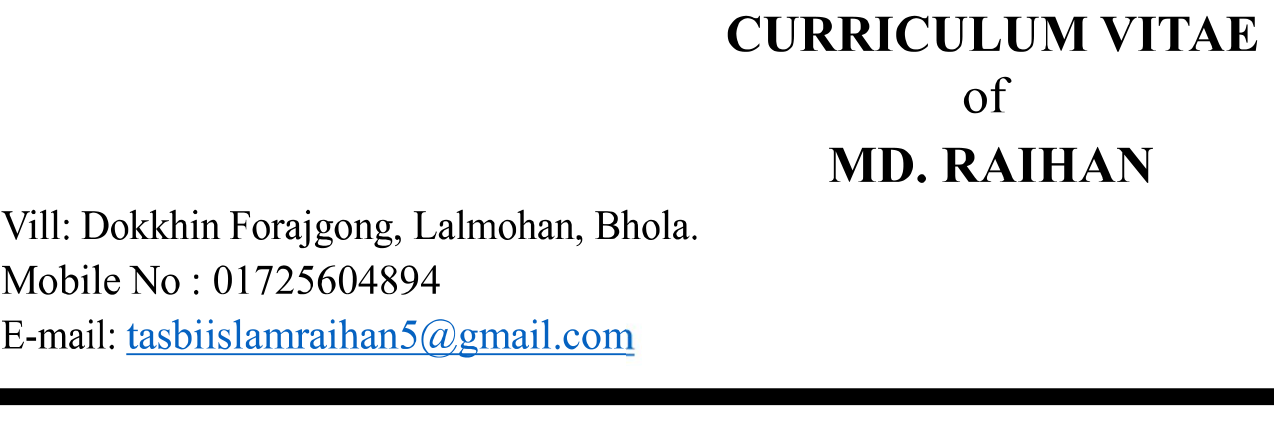 CURRICULUM VITAE
of
MD. RAIHAN
Vill: Dokkhin Forajgong, Lalmohan, Bhola.
Mobile No : 01725604894
E-mail: tasbiislamraihan5@gmail.com